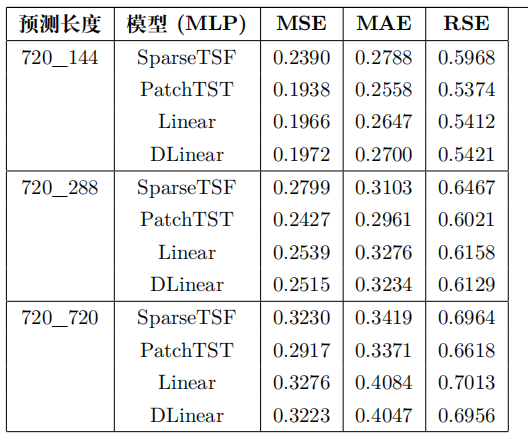 预测长度 模型 (MLP) MSE MAE RSE
720_144 SparseTSF 0.2390 0.2788 0.5968
PatchTST 0.1938 0.2558 0.5374
Linear 0.1966 0.2647 0.5412
DLinear 0.1972 0.2700 0.5421
720_288 SparseTSF 0.2799 0.3103 0.6467
PatchTST 0.2427 0.2961 0.6021
Linear 0.2539 0.3276 0.6158
DLinear 0.2515 0.3234 0.6129
720_720 SparseTSF 0.3230 0.3419 0.6964
PatchTST 0.2917 0.3371 0.6618
Linear 0.3276 0.4084 0.7013
DLinear 0.3223 0.4047 0.6956